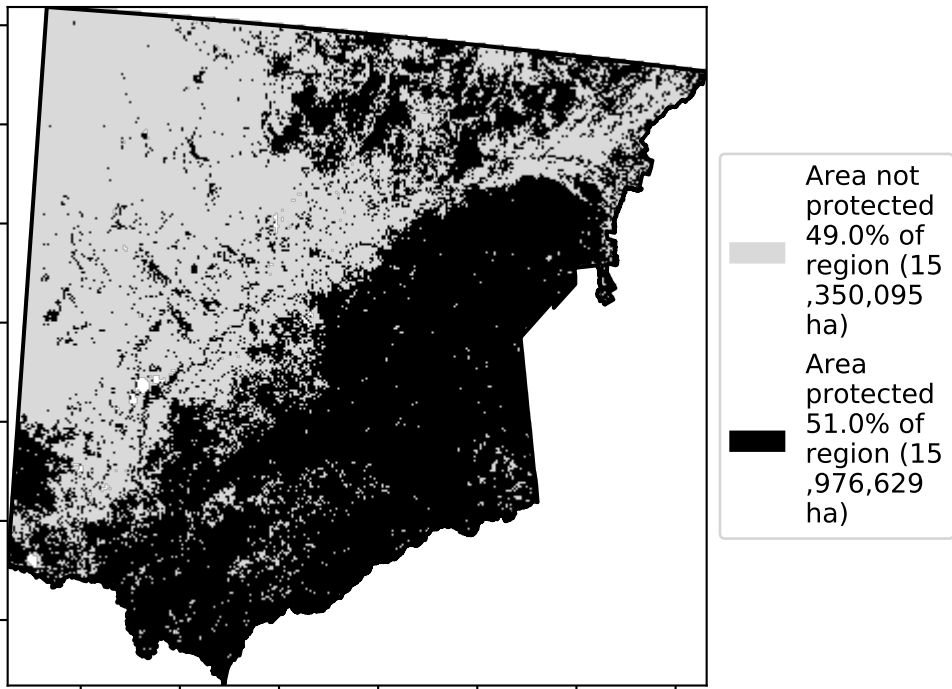 Area not
protected
49.0% of
region (15
,350,095
ha)
Area
protected
51.0% of
region (15
,976,629
ha)